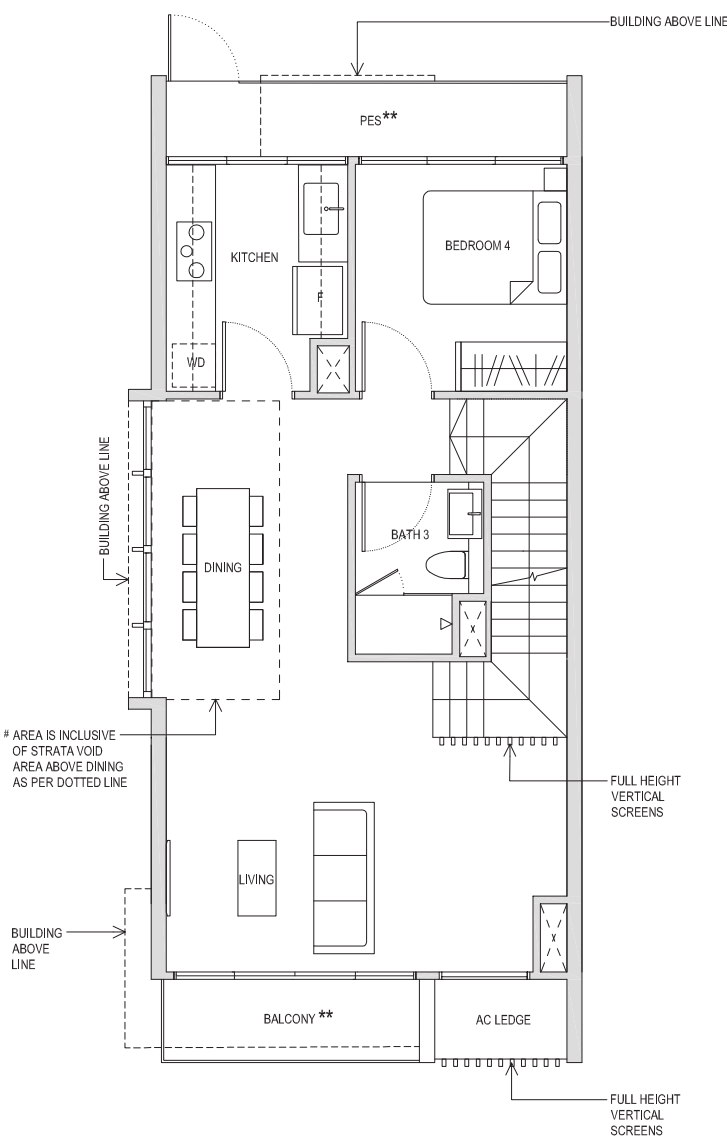 BUILDING ABOVE LINE
PES**
KITCHEN
BEDROOM 4
F
WD
BUILDING ABOVE LINE
BATH 3
DINING
# AREA IS INCLUSIVE
OF STRATA VOID
AREA ABOVE DINING
AS PER DOTTED LINE
FULL HEIGHT
VERTICAL
SCREENS
LIVING
BUILDING
ABOVE
LINE
BALCONY **
AC LEDGE
FULL HEIGHT
VERTICAL
SCREENS